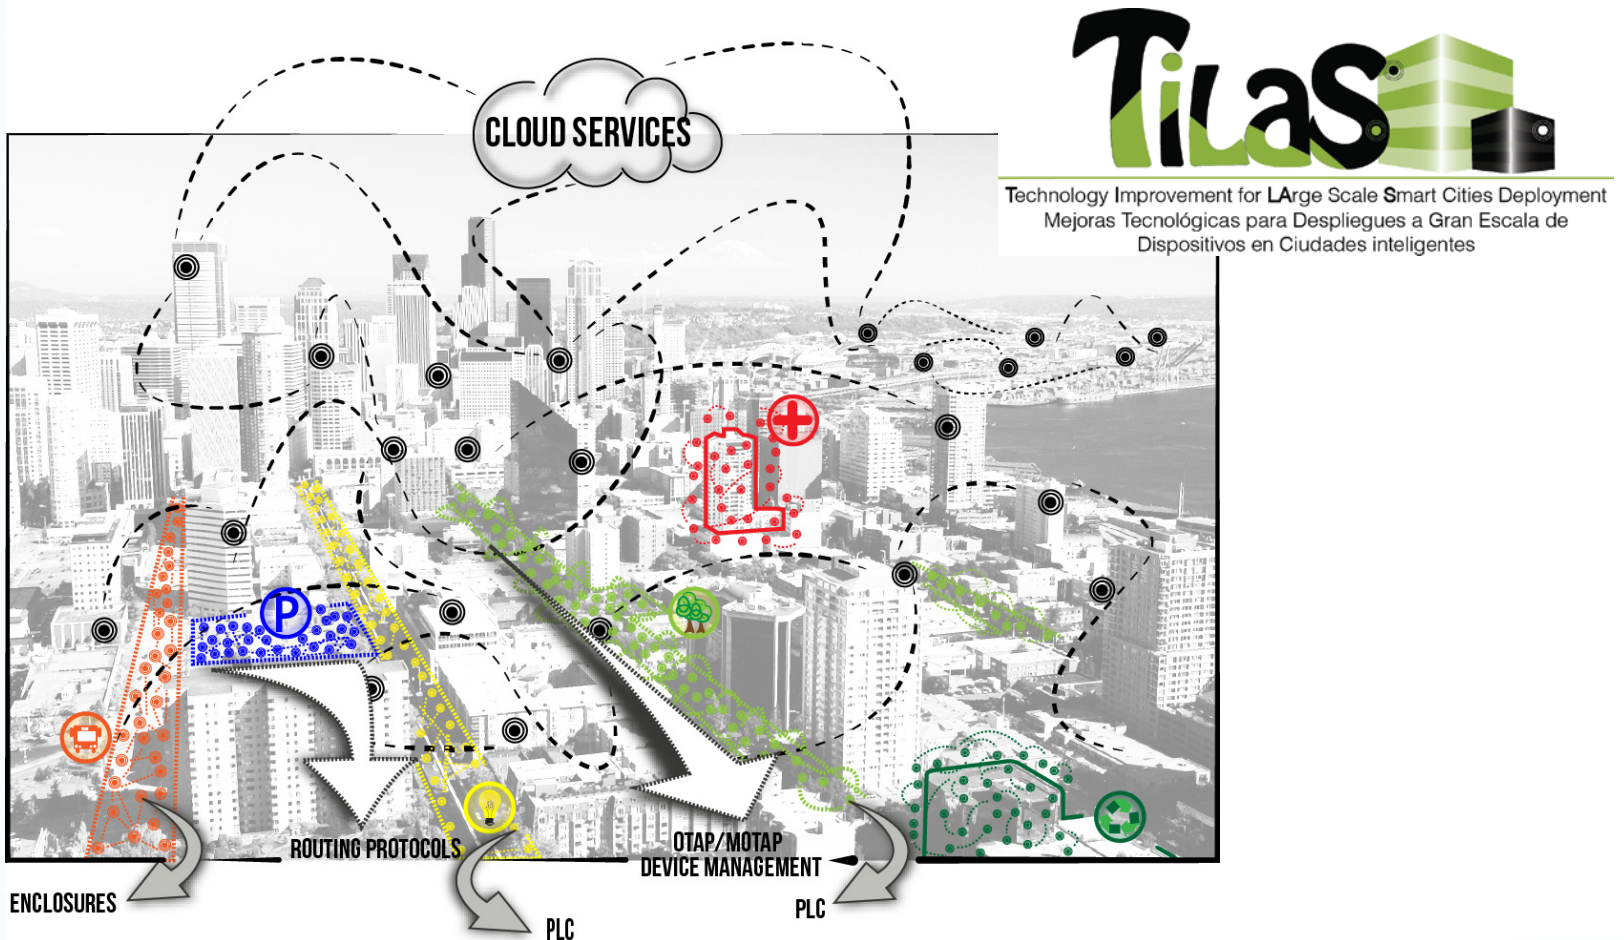 TiLaS
Technology Improvement for LArge Scale Smart Cities Deployment
Mejoras Tecnológicas para Despliegues a Gran Escala de
Dispositivos en Ciudades inteligentes
CLOUD SERVICES
P
ROUTING PROTOCOLS
OTAP/MOTAP
DEVICE MANAGEMENT
ENCLOSURES
PLC
PLC